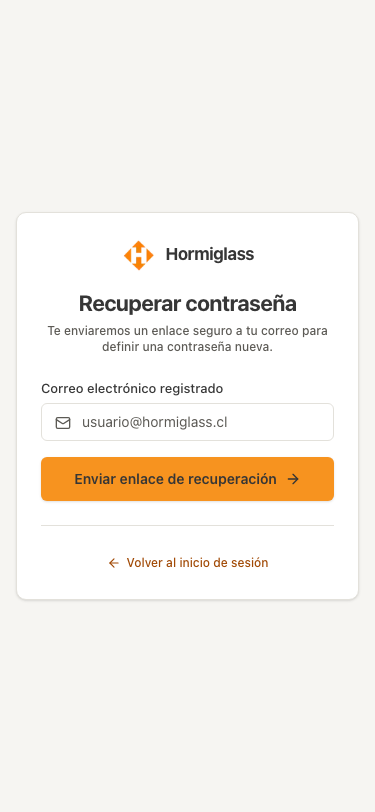 Hormiglass
Recuperar contraseña
Te enviaremos un enlace seguro a tu correo para
definir una contraseña nueva.
Correo electrónico registrado
usuario@hormiglass.cl
Enviar enlace de recuperación →
← Volver al inicio de sesión